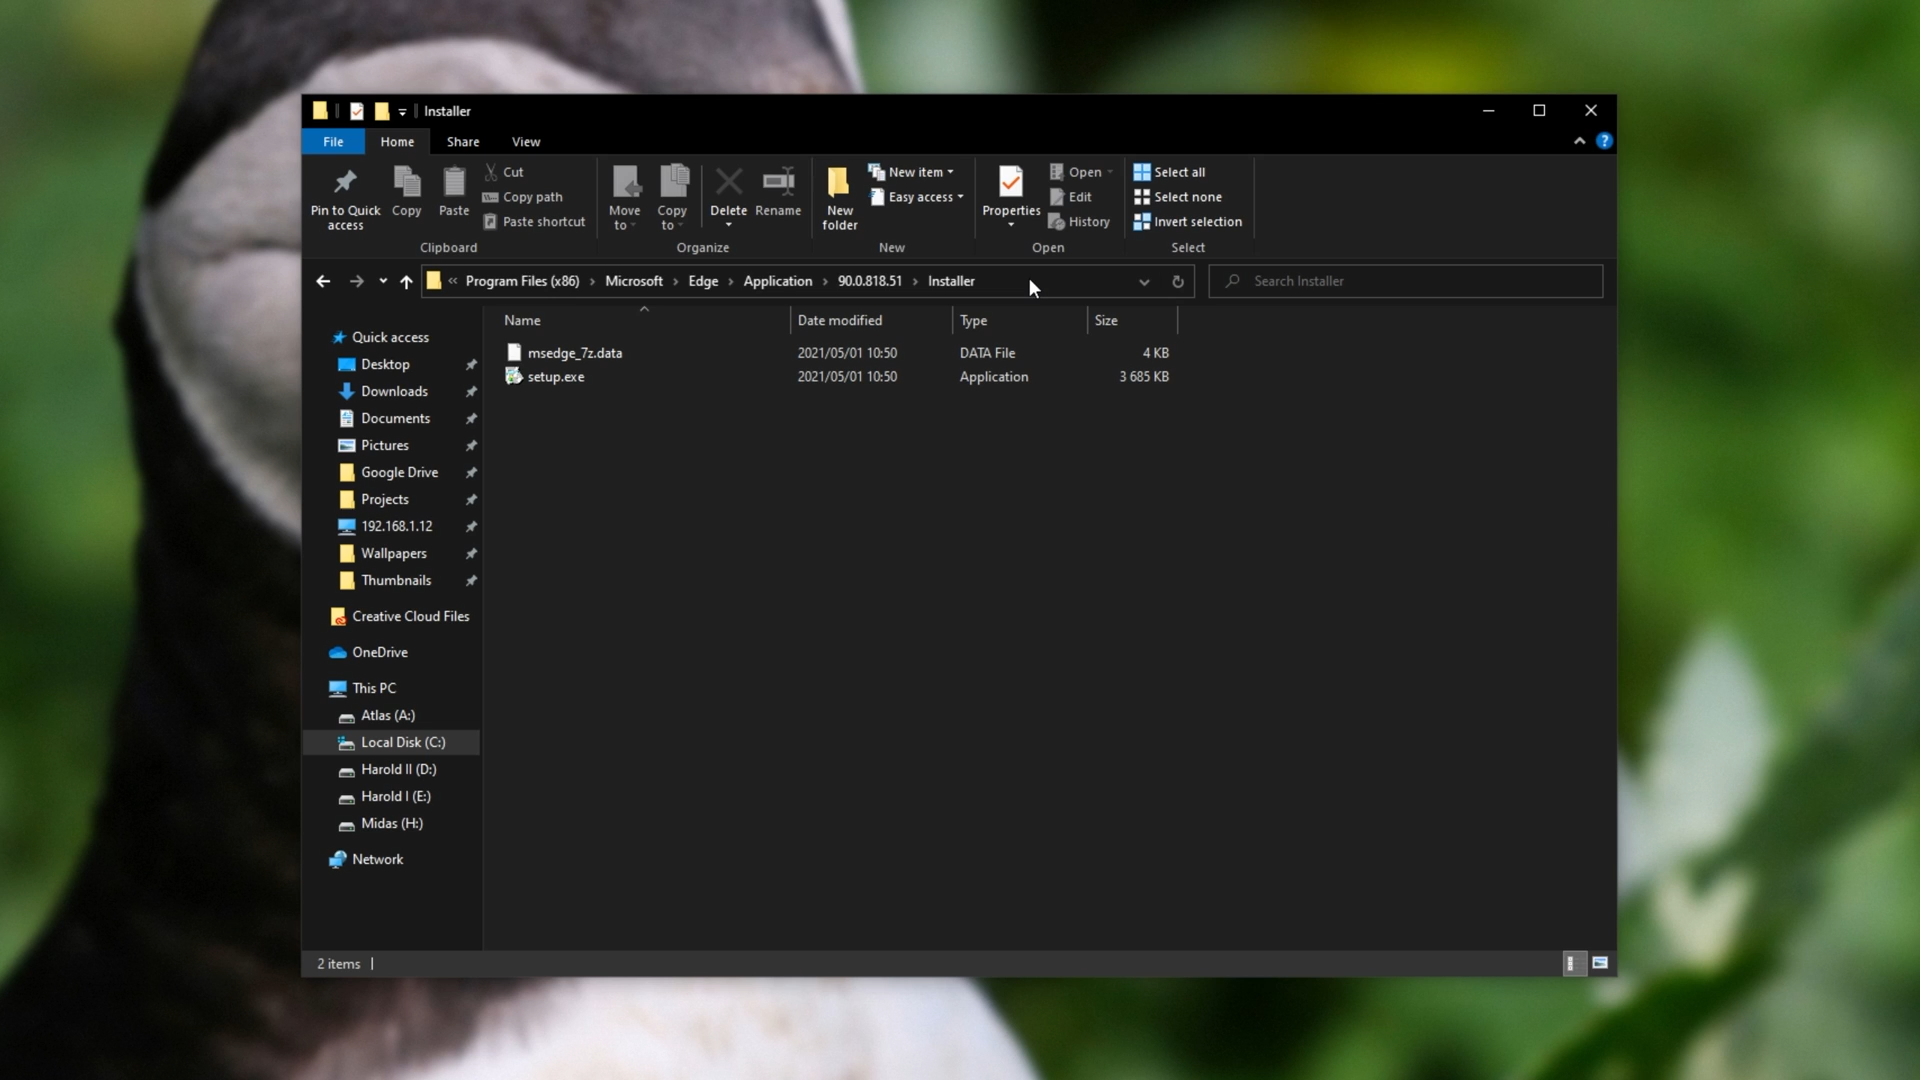 Installer
File Home Share View
Pin to Quick access
Copy
Paste
Cut
Copy path
Paste shortcut
Clipboard
Move to
Copy to
Delete
Rename
Organize
New folder
New item
Easy access
New
Properties
Open
Edit
History
Open
Select all
Select none
Invert selection
Select
« Program Files (x86) › Microsoft › Edge › Application › 90.0.818.51 › Installer
Search Installer
Name Date modified Type Size
msedge_7z.data 2021/05/01 10:50 DATA File 4 KB
setup.exe 2021/05/01 10:50 Application 3 685 KB
Quick access
Desktop
Downloads
Documents
Pictures
Google Drive
Projects
192.168.1.12
Wallpapers
Thumbnails
Creative Cloud Files
OneDrive
This PC
Atlas (A:)
Local Disk (C:)
Harold II (D:)
Harold I (E:)
Midas (H:)
Network
2 items